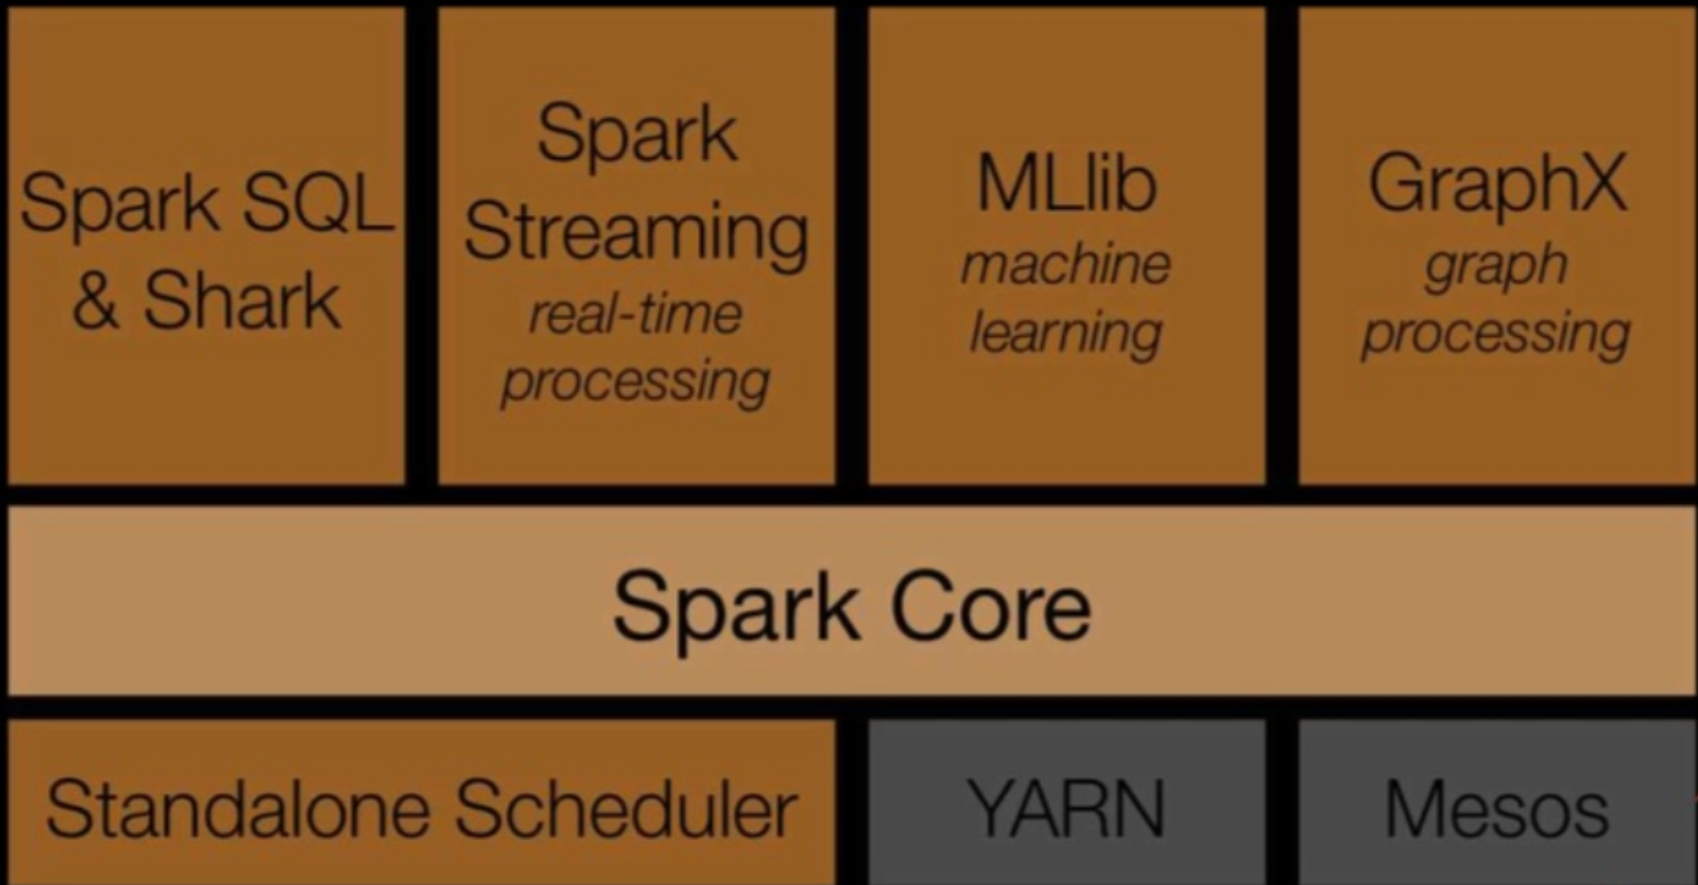 Spark SQL
& Shark
Spark
Streaming
real-time
processing
MLlib
machine
learning
GraphX
graph
processing
Spark Core
Standalone Scheduler
YARN
Mesos